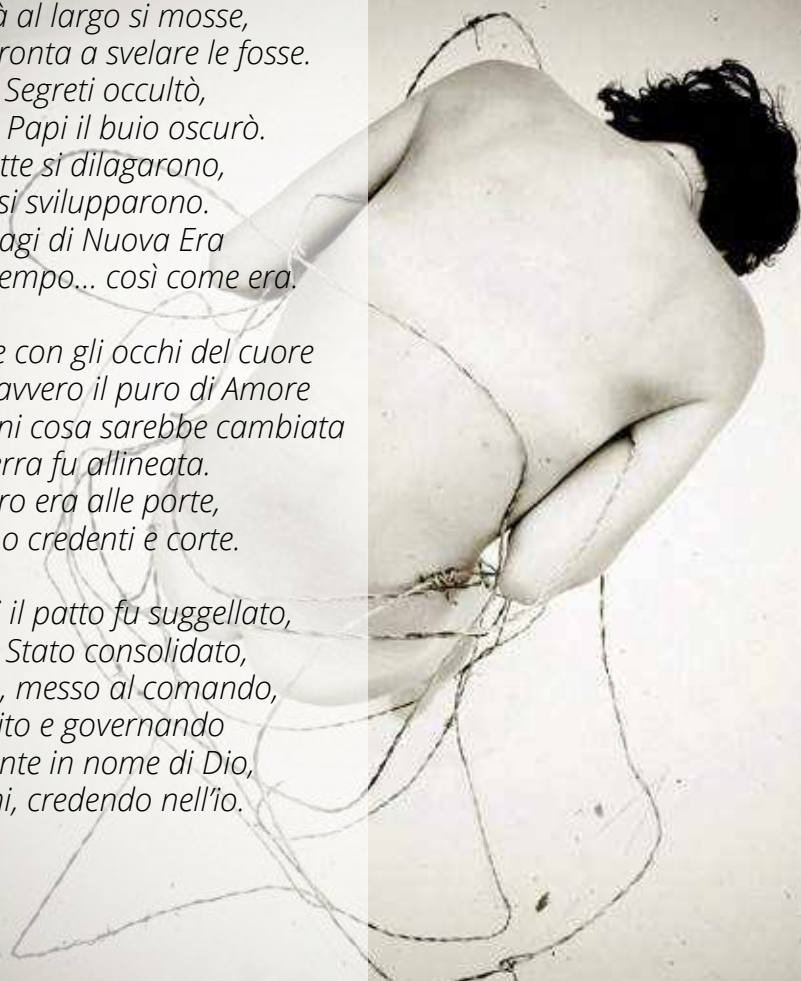 à al largo si mosse,
ronta a svelare le fosse.
Segreti occultò,
Papi il buio oscurò.
tte si dilagarono,
si svilupparono.
agi di Nuova Era
empo... così come era.
e con gli occhi del cuore
avvero il puro di Amore
ni cosa sarebbe cambiata
erra fu allineata.
ro era alle porte,
o credenti e corte.
i il patto fu suggellato,
Stato consolidato,
, messo al comando,
ito e governando
nte in nome di Dio,
ni, credendo nell'io.